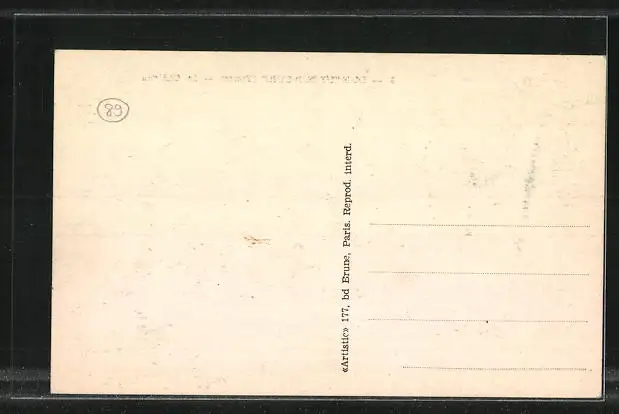 89
«Artistic» 177, bd Brune, Paris. Reprod. interd.